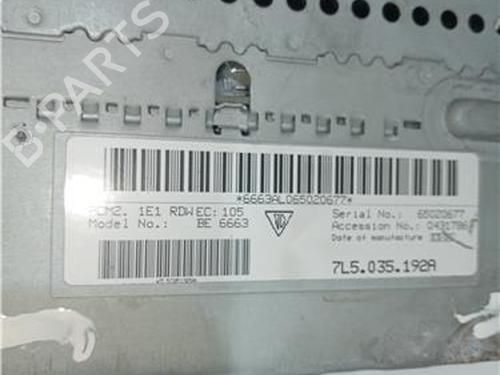 B-PARTS
*6663AL065020677*
PCM2. 1E1 RDW EC: 105
Model No.: BE 6663
Serial No.: 65020677
Accession No.:
Date of manufacture
7L5.035.192A